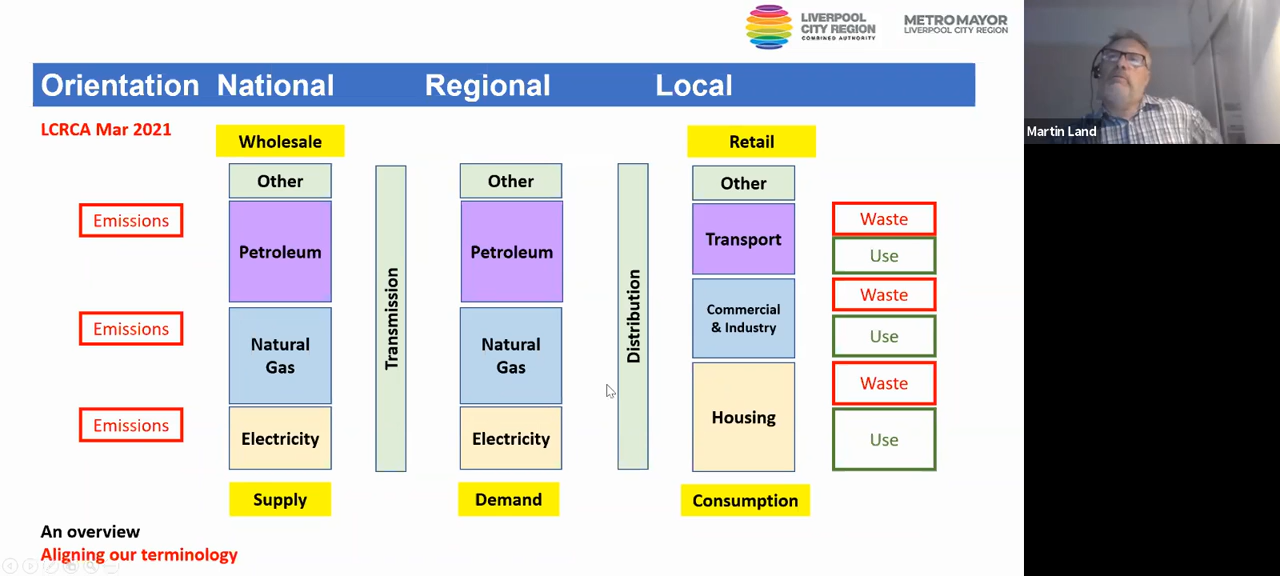 LIVERPOOL
CITY REGION
COMBINED AUTHORITY
METROMAYOR
LIVERPOOL CITY REGION
Orientation National Regional Local
LCRCA Mar 2021
Wholesale
Retail
Other
Other
Other
Emissions
Petroleum
Petroleum
Transport
Waste
Use
Transmission
Distribution
Emissions
Natural
Gas
Natural
Gas
Commercial
& Industry
Waste
Use
Emissions
Electricity
Electricity
Housing
Waste
Use
Supply
Demand
Consumption
An overview
Aligning our terminology
Martin Land